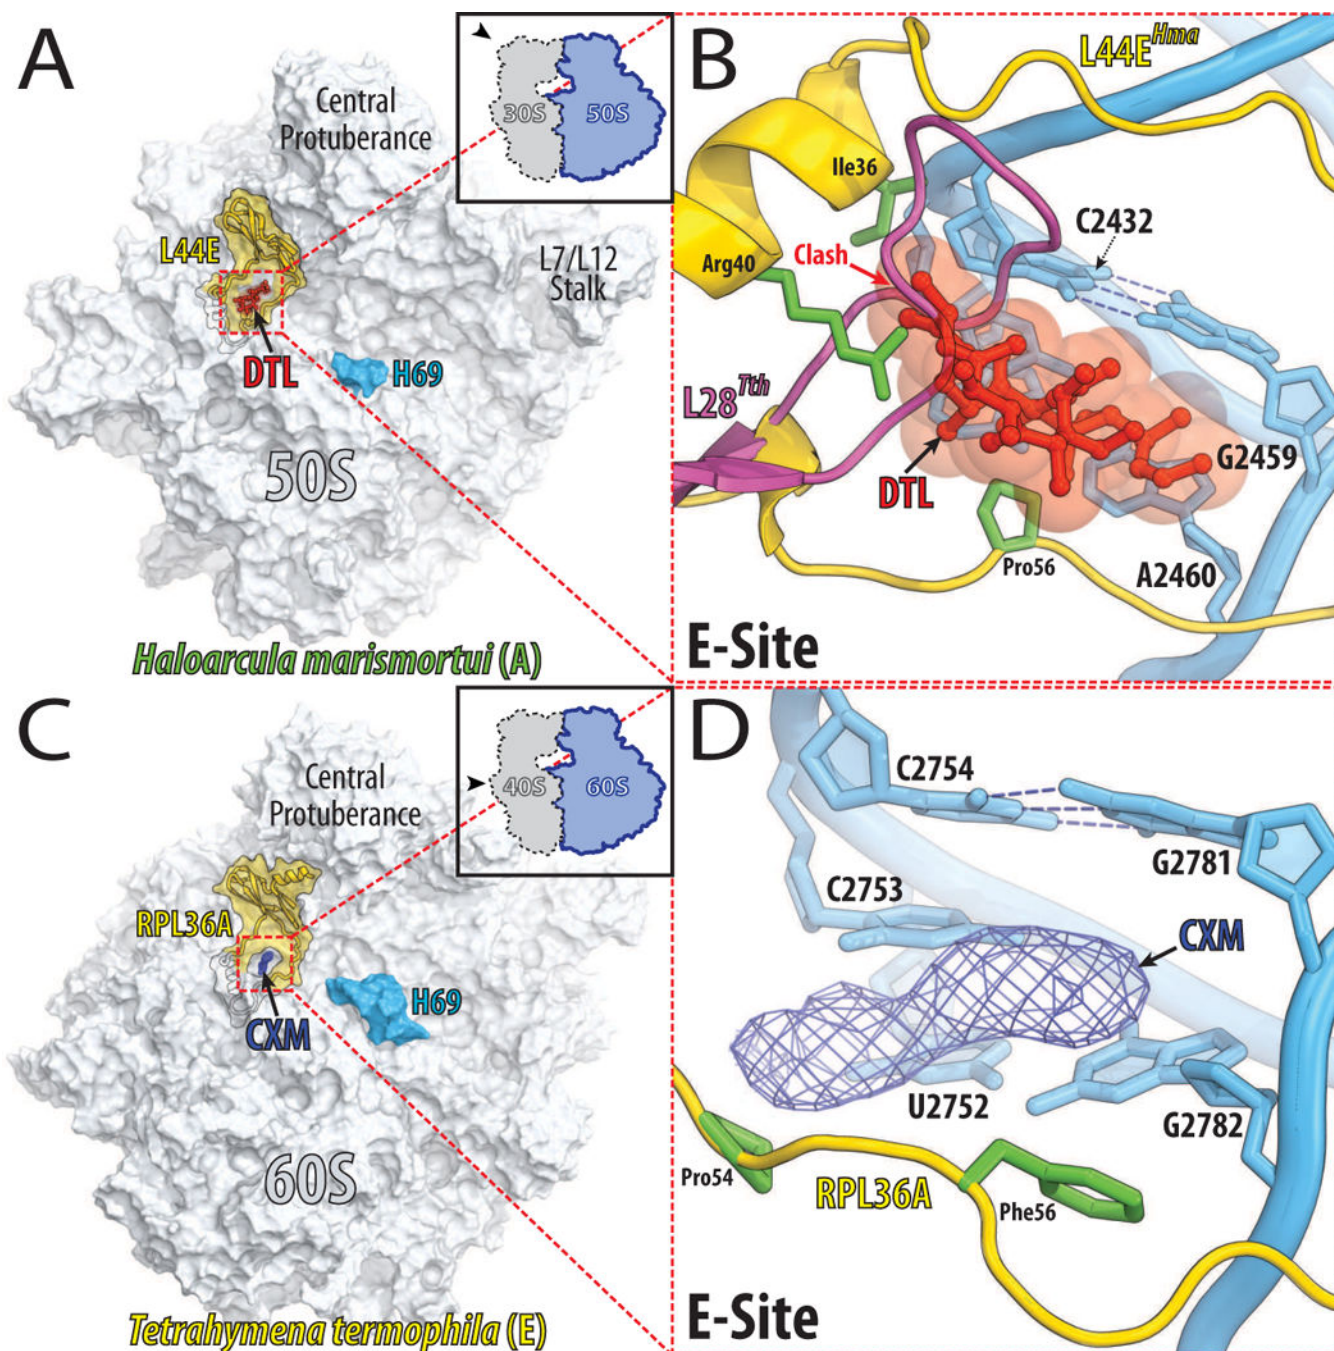 A
Central
Protuberance
30S
50S
L44E
L7/L12
Stalk
DTL
H69
50S
Haloarcula marismortui (A)
B
L44E^Hma
Ile36
C2432
Arg40
Clash
L28^Tth
DTL
G2459
Pro56
A2460
E-Site
C
Central
Protuberance
40S
60S
RPL36A
H69
CXM
60S
Tetrahymena termophila (E)
D
C2754
G2781
C2753
CXM
U2752
G2782
Pro54
RPL36A
Phe56
E-Site